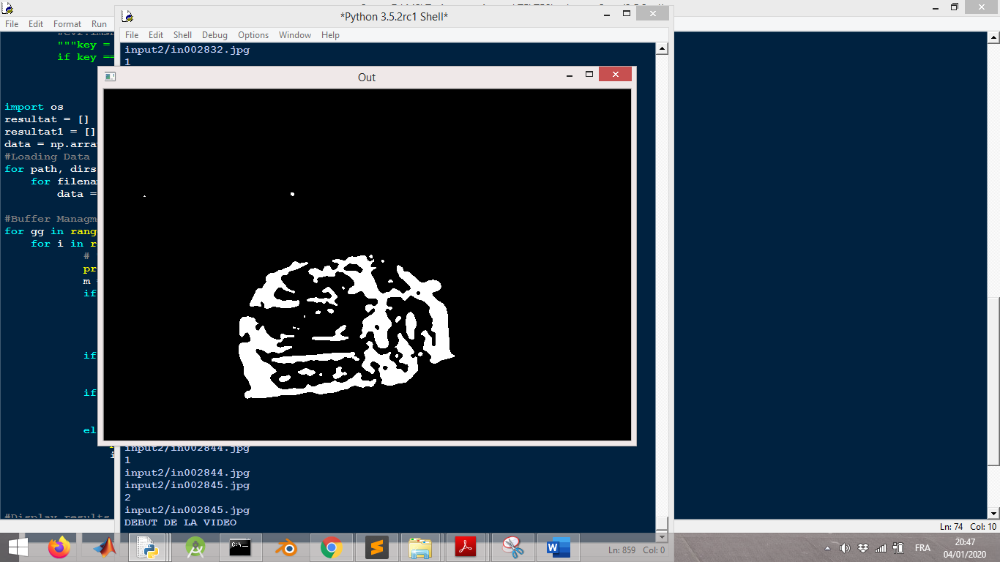 *Python 3.5.2rc1 Shell*
File Edit Format Run
File Edit Shell Debug Options Window Help
"""key =
if key ==
import os
resultat = []
resultat1 = []
data = np.arra
#Loading Data
for path, dirs
for filena
data =
#Buffer Managm
for gg in rang
for i in r
#
pr
m =
if
if
if
el
i
#Display results
input2/in002832.jpg
1
Out
input2/in002844.jpg
1
input2/in002844.jpg
input2/in002845.jpg
2
input2/in002845.jpg
DEBUT DE LA VIDEO
Ln: 859 Col: 0
Ln: 74 Col: 10
FRA
20:47
04/01/2020